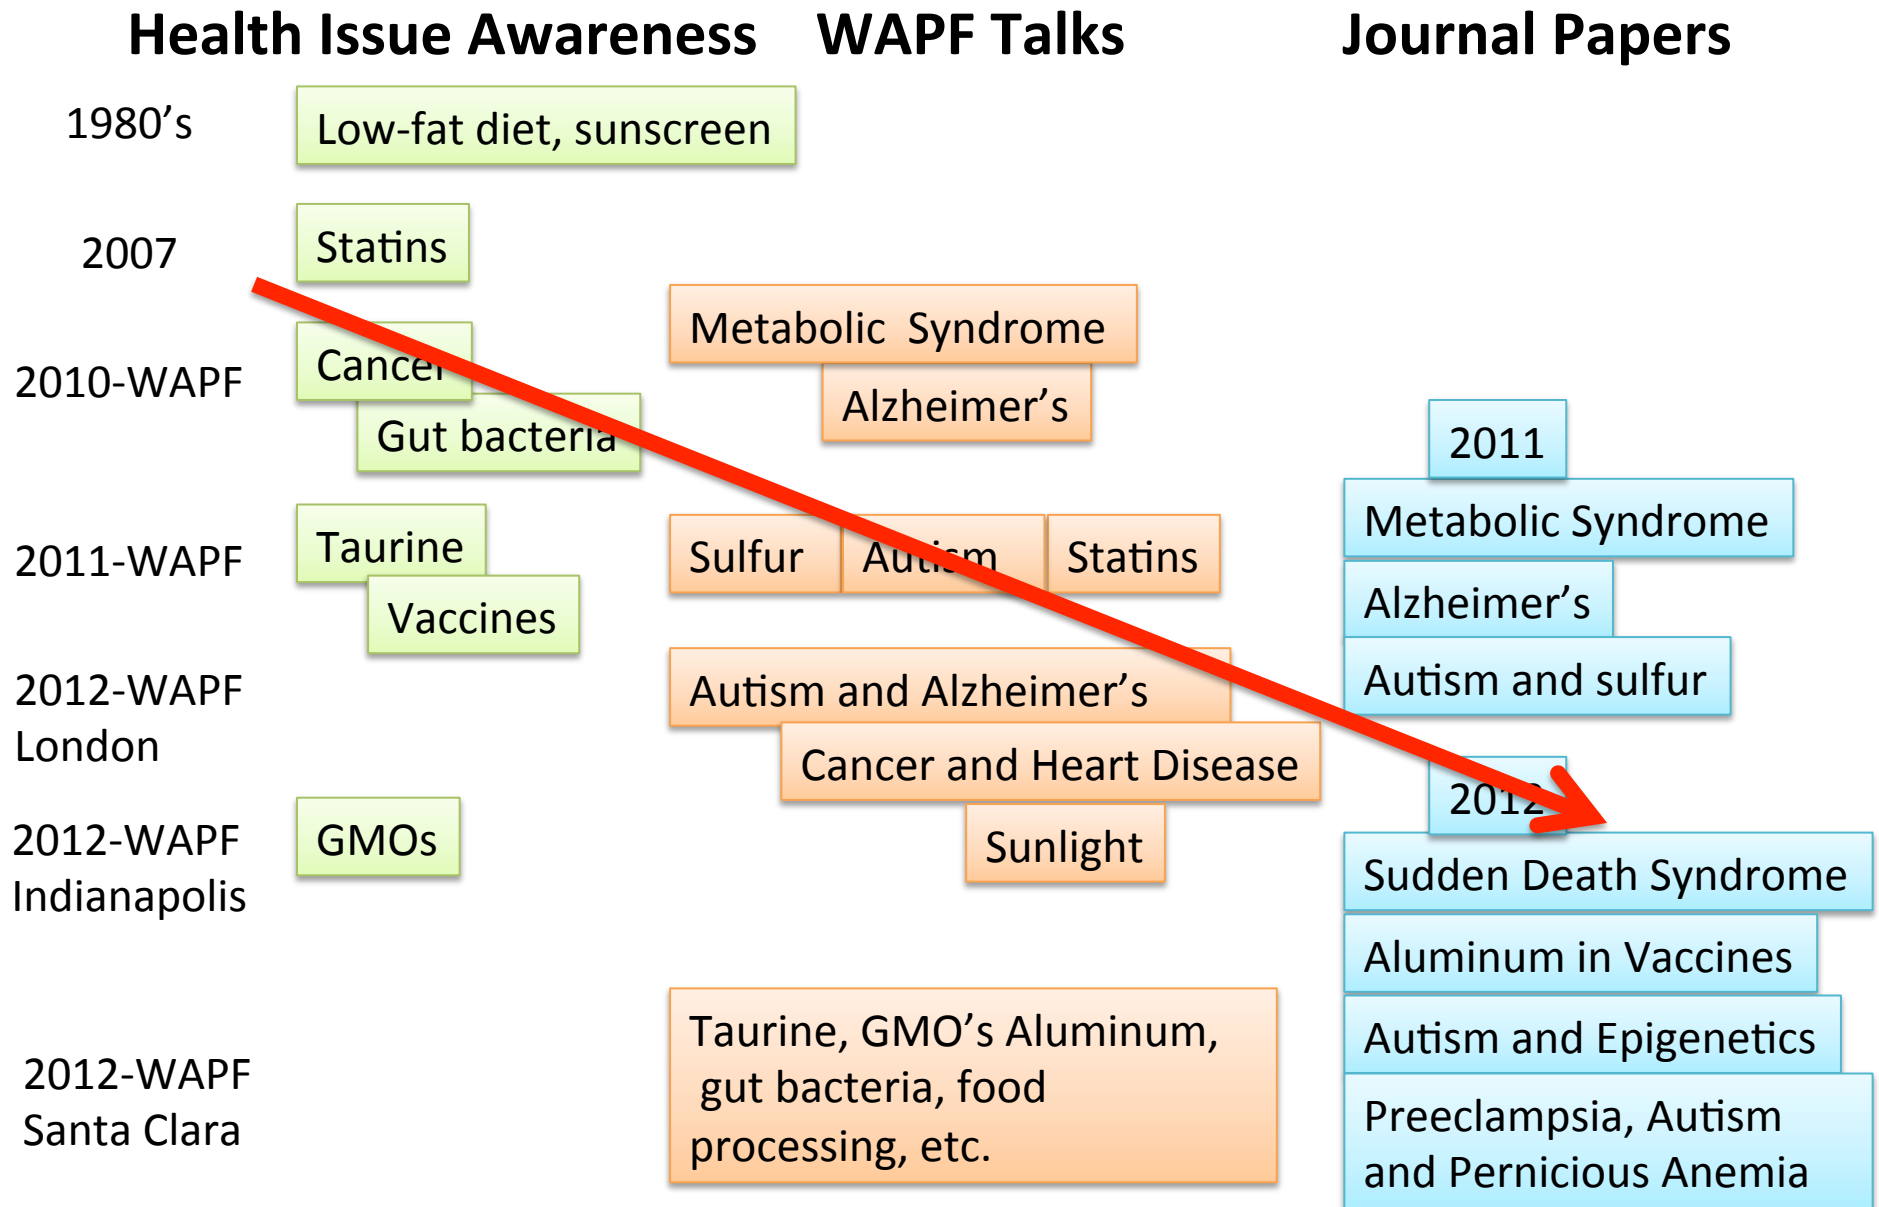 Health Issue Awareness
WAPF Talks
Journal Papers
1980's
Low-fat diet, sunscreen
2007
Statins
2010-WAPF
Cancer
Gut bacteria
Metabolic Syndrome
Alzheimer's
2011-WAPF
Taurine
Vaccines
Sulfur
Autism
Statins
2011
Metabolic Syndrome
Alzheimer's
Autism and sulfur
2012-WAPF
London
Autism and Alzheimer's
Cancer and Heart Disease
2012-WAPF
Indianapolis
GMOs
Sunlight
2012
Sudden Death Syndrome
Aluminum in Vaccines
Autism and Epigenetics
Preeclampsia, Autism
and Pernicious Anemia
2012-WAPF
Santa Clara
Taurine, GMO's Aluminum,
gut bacteria, food
processing, etc.